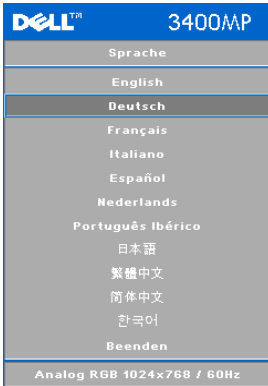 DELL™ 3400MP
Sprache
English
Deutsch
Français
Italiano
Español
Nederlands
Português Ibérico
日本語
繁體中文
简体中文
한국어
Beenden
Analog RGB 1024x768 / 60Hz